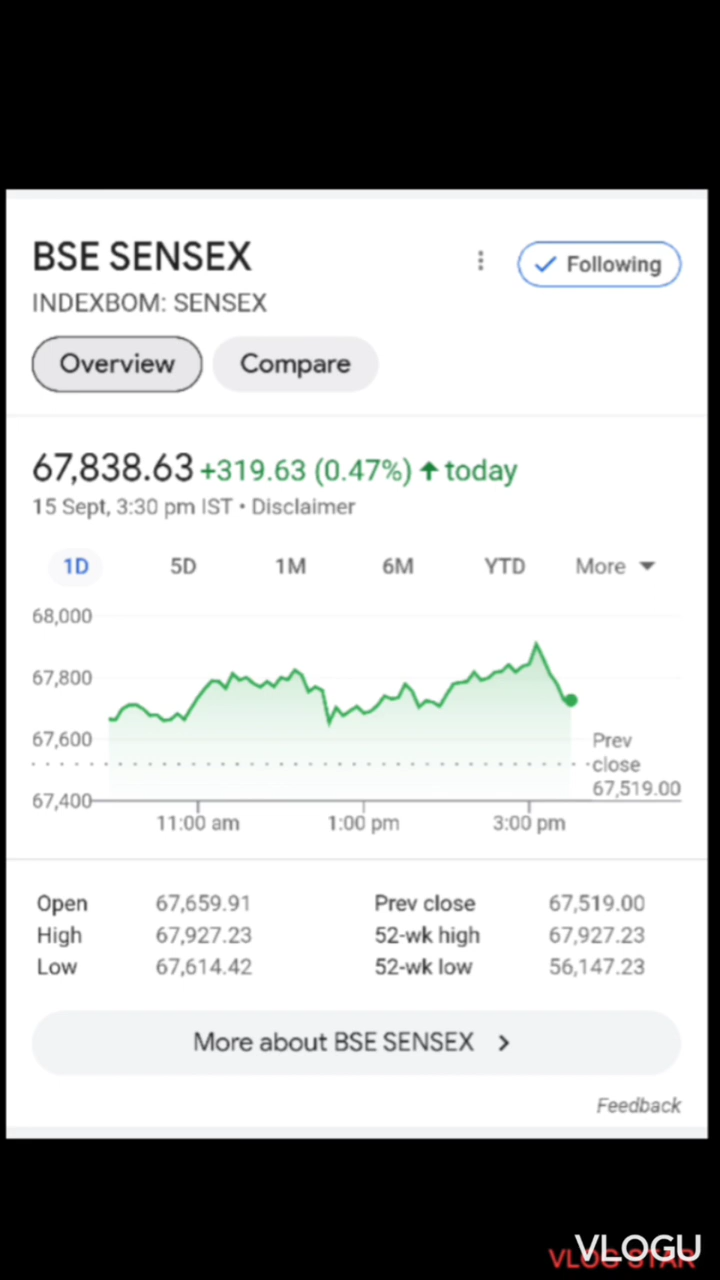 BSE SENSEX
Following
INDEXBOM: SENSEX
Overview
Compare
67,838.63 +319.63 (0.47%) ↑ today
15 Sept, 3:30 pm IST • Disclaimer
1D 5D 1M 6M YTD More
68,000
67,800
67,600
67,400
Prev
close
67,519.00
11:00 am 1:00 pm 3:00 pm
Open 67,659.91 Prev close 67,519.00
High 67,927.23 52-wk high 67,927.23
Low 67,614.42 52-wk low 56,147.23
More about BSE SENSEX >
Feedback
VLOGU
VLOG STAR